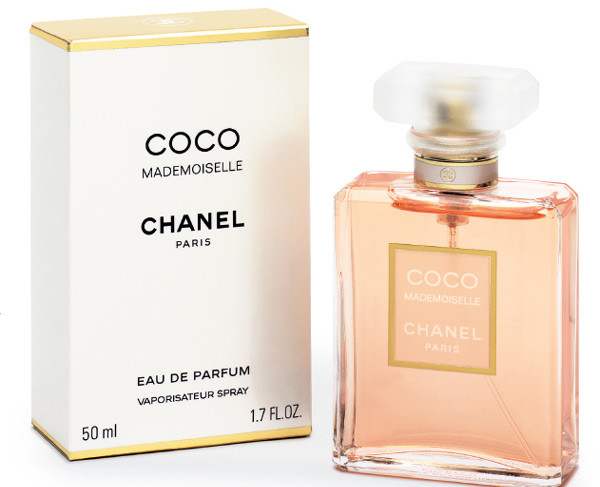 COCO
MADEMOISELLE
CHANEL
PARIS
EAU DE PARFUM
VAPORISATEUR SPRAY
50 ml
1.7 FL.OZ.
COCO
MADEMOISELLE
CHANEL
PARIS